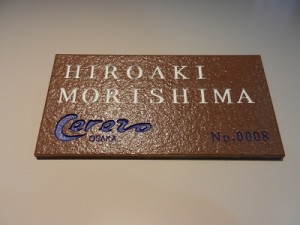 HIROAKI
MORISHIMA
Cerezo
OSAKA
No.0008